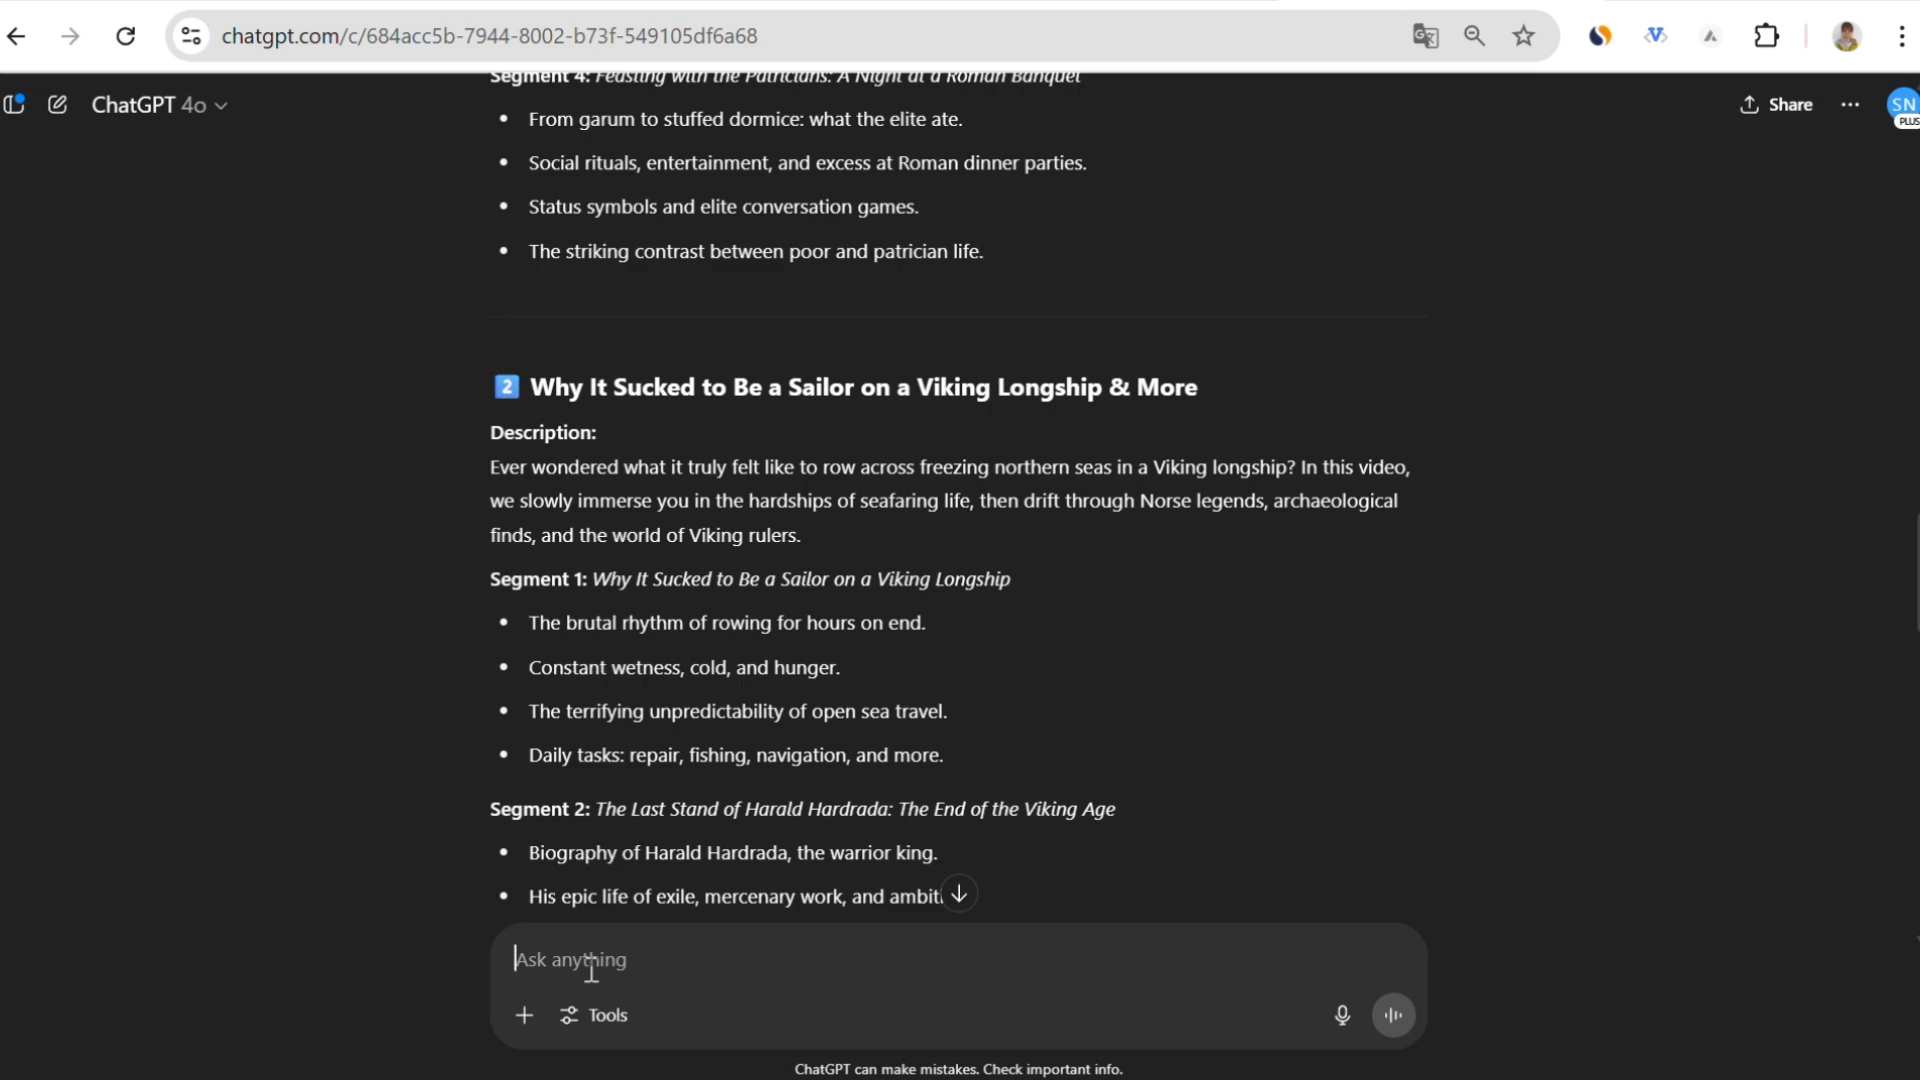 chatgpt.com/c/684acc5b-7944-8002-b73f-549105df6a68
Segment 4: Feasting with the Patricians: A Night at a Roman Banquet
ChatGPT 4o
Share
SN
PLUS
• From garum to stuffed dormice: what the elite ate.
• Social rituals, entertainment, and excess at Roman dinner parties.
• Status symbols and elite conversation games.
• The striking contrast between poor and patrician life.
2 Why It Sucked to Be a Sailor on a Viking Longship & More
Description:
Ever wondered what it truly felt like to row across freezing northern seas in a Viking longship? In this video,
we slowly immerse you in the hardships of seafaring life, then drift through Norse legends, archaeological
finds, and the world of Viking rulers.
Segment 1: Why It Sucked to Be a Sailor on a Viking Longship
• The brutal rhythm of rowing for hours on end.
• Constant wetness, cold, and hunger.
• The terrifying unpredictability of open sea travel.
• Daily tasks: repair, fishing, navigation, and more.
Segment 2: The Last Stand of Harald Hardrada: The End of the Viking Age
• Biography of Harald Hardrada, the warrior king.
• His epic life of exile, mercenary work, and ambiti
Ask anything
Tools
ChatGPT can make mistakes. Check important info.